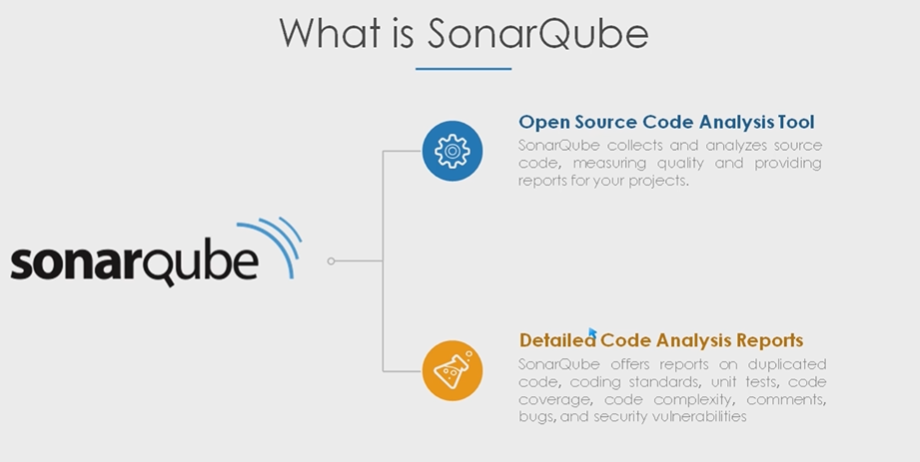 What is SonarQube
Open Source Code Analysis Tool
SonarQube collects and analyzes source
code, measuring quality and providing
reports for your projects.
sonarqube
Detailed Code Analysis Reports
SonarQube offers reports on duplicated
code, coding standards, unit tests, code
coverage, code complexity, comments,
bugs, and security vulnerabilities